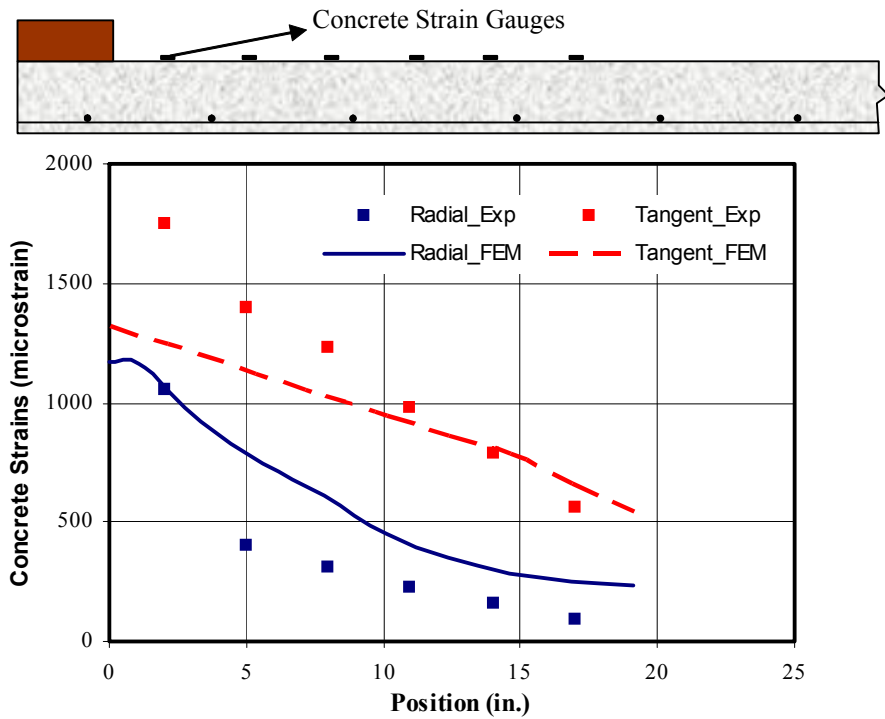 Concrete Strain Gauges
2000
1500
1000
500
0
Concrete Strains (microstrain)
Radial_Exp
Tangent_Exp
Radial_FEM
Tangent_FEM
0 5 10 15 20 25
Position (in.)